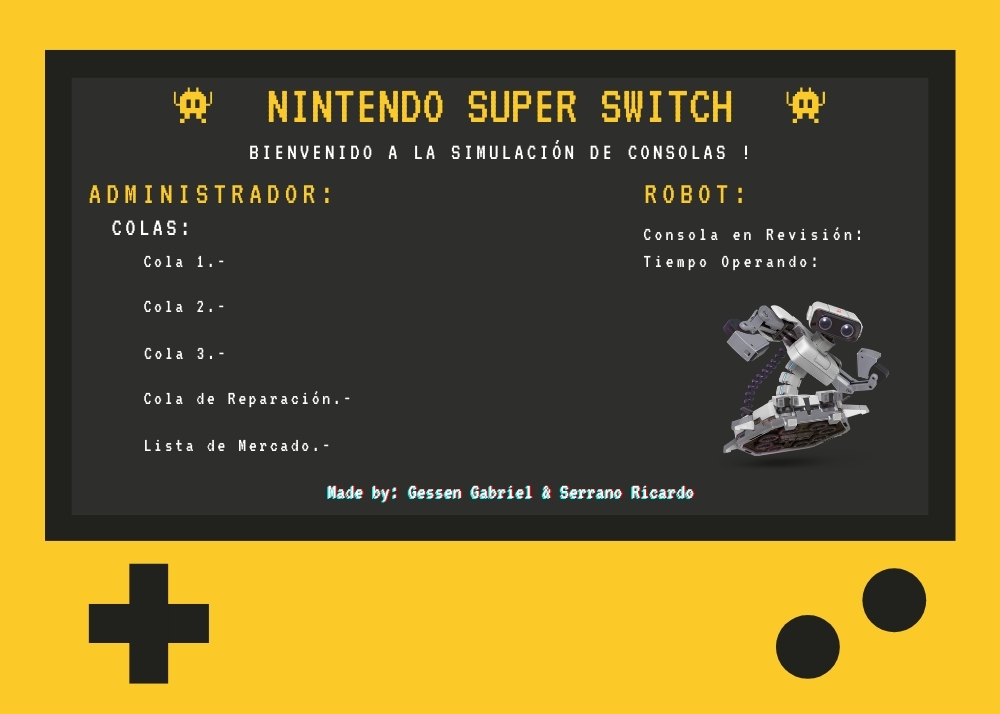 NINTENDO SUPER SWITCH
BIENVENIDO A LA SIMULACIÓN DE CONSOLAS !
ADMINISTRADOR:
COLAS:
Cola 1.-
Cola 2.-
Cola 3.-
Cola de Reparación.-
Lista de Mercado.-
ROBOT:
Consola en Revisión:
Tiempo Operando:
Made by: Gessen Gabriel & Serrano Ricardo